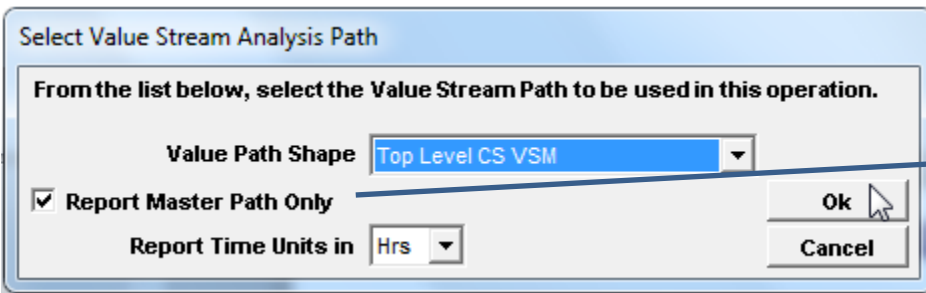 Select Value Stream Analysis Path
From the list below, select the Value Stream Path to be used in this operation.
Value Path Shape Top Level CS VSM
Report Master Path Only Ok
Report Time Units in Hrs Cancel